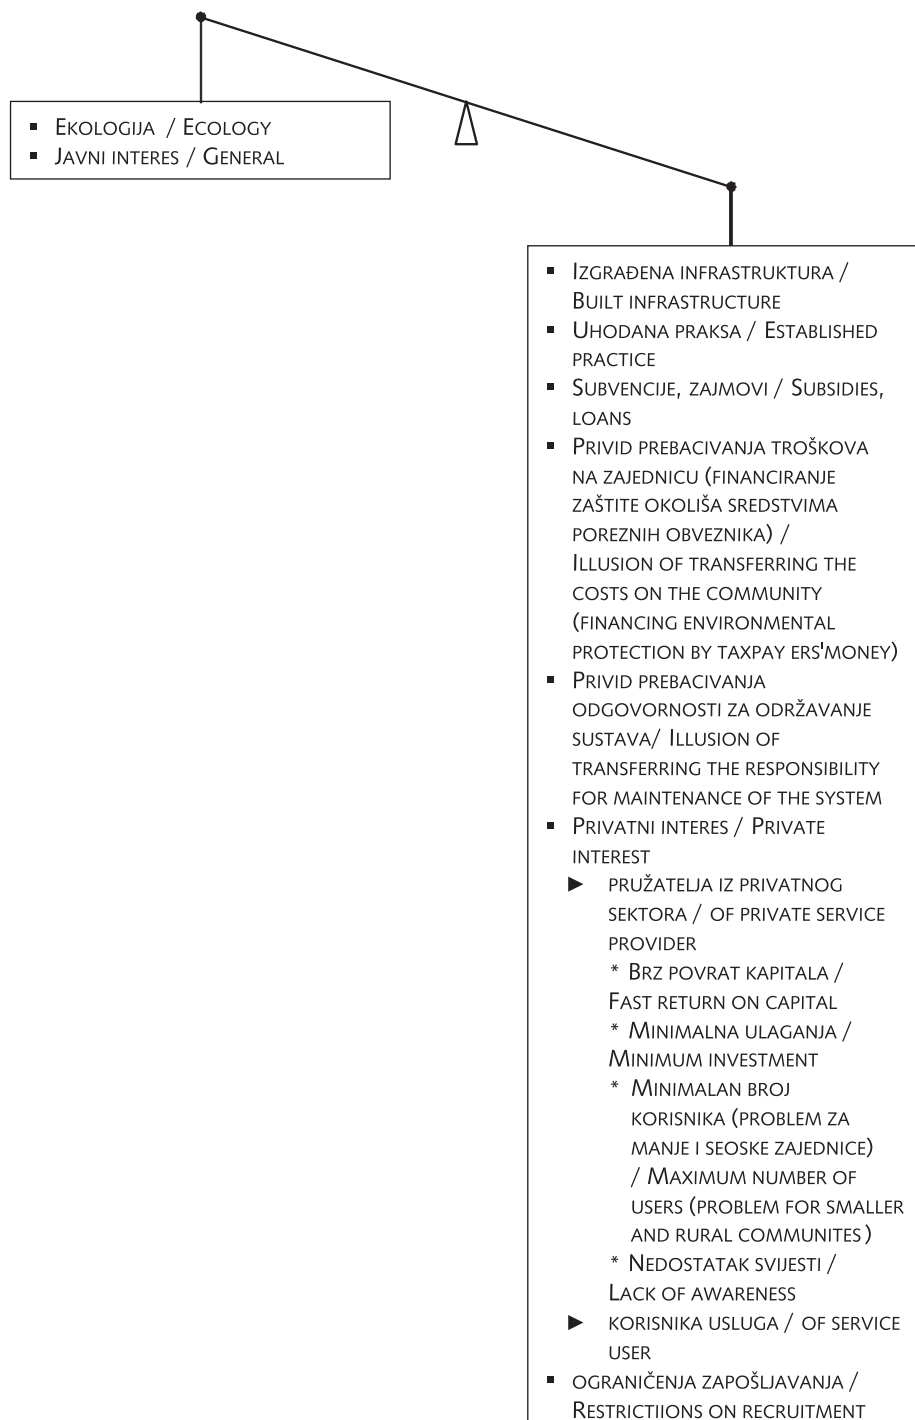 ▪ Ekologija / Ecology
▪ Javni interes / General
▪ Izgrađena infrastruktura /
Built infrastructure
▪ Uhodana praksa / Established
practice
▪ Subvencije, zajmovi / Subsidies,
loans
▪ Privid prebacivanja troškova
na zajednicu (financiranje
zaštite okoliša sredstvima
poreznih obveznika) /
Illusion of transferring the
costs on the community
(financing environmental
protection by taxpay ers'money)
▪ Privid prebacivanja
odgovornosti za održavanje
sustava/ Illusion of
transferring the responsibility
for maintenance of the system
▪ Privatni interes / Private
interest
► pružatelja iz privatnog
sektora / of private service
provider
* Brz povrat kapitala /
Fast return on capital
* Minimalna ulaganja /
Minimum investment
* Minimalan broj
korisnika (problem za
manje i seoske zajednice)
/ Maximum number of
users (problem for smaller
and rural communites)
* Nedostatak svijesti /
Lack of awareness
► korisnika usluga / of service
user
▪ ograničenja zapošljavanja /
Restrictiions on recruitment